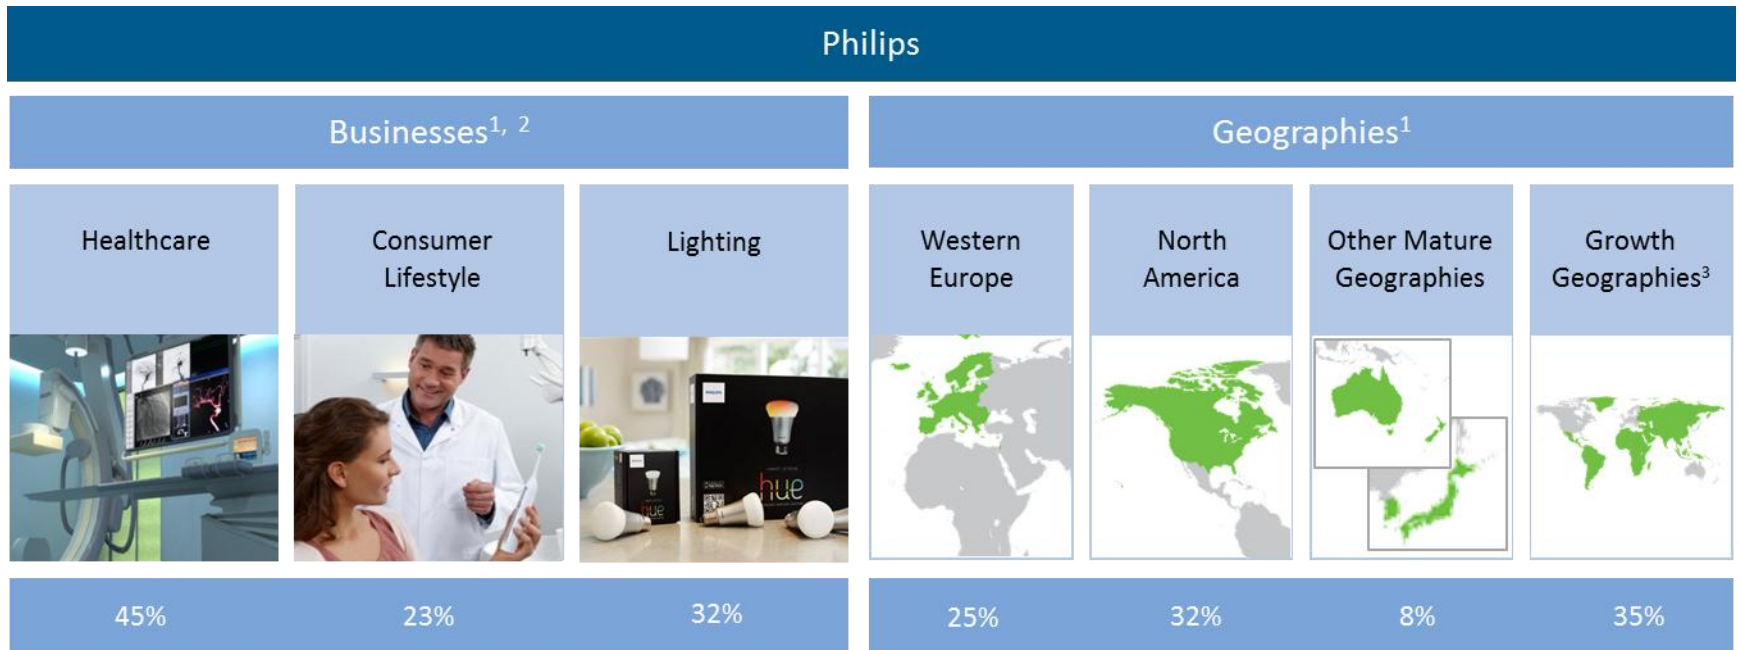 Philips
Businesses1, 2
Geographies1
Healthcare
Consumer
Lifestyle
Lighting
Western
Europe
North
America
Other Mature
Geographies
Growth
Geographies3
hue
hue
45%
23%
32%
25%
32%
8%
35%